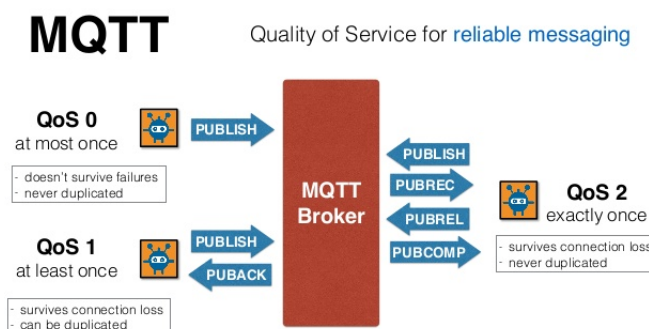 MQTT
Quality of Service for reliable messaging
QoS 0
at most once
PUBLISH
- doesn't survive failures
- never duplicated
QoS 1
at least once
PUBLISH
PUBACK
- survives connection loss
- can be duplicated
MQTT
Broker
PUBLISH
PUBREC
PUBREL
PUBCOMP
QoS 2
exactly once
- survives connection loss
- never duplicated